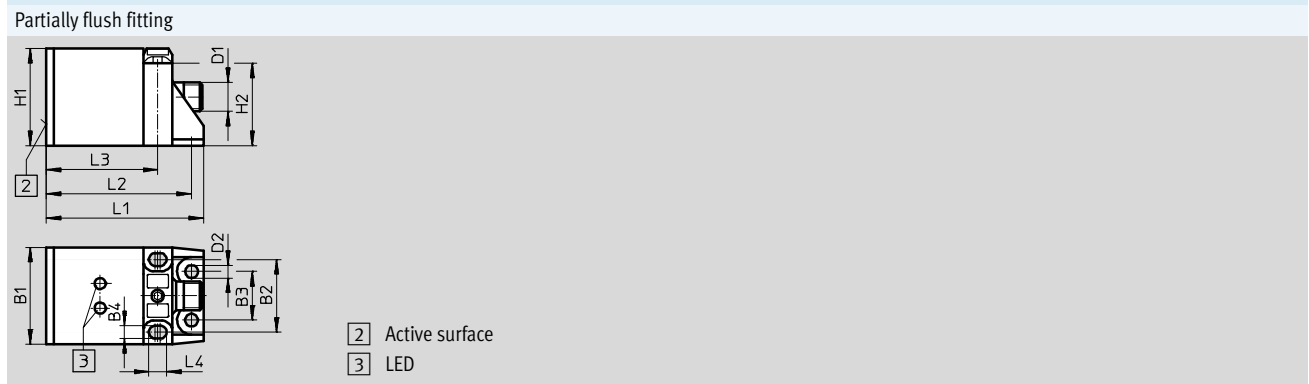 Partially flush fitting
D1
H1
H2
L3
2
L2
L1
D2
B1
B4
B3
B2
3
L4
2 Active surface
3 LED